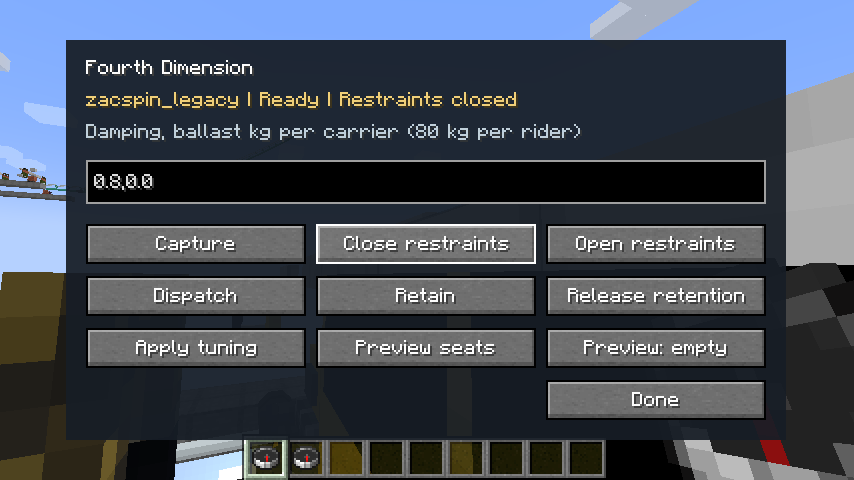 Fourth Dimension
zacspin_legacy | Ready | Restraints closed
Damping, ballast kg per carrier (80 kg per rider)
0.8,0.0
Capture
Close restraints
Open restraints
Dispatch
Retain
Release retention
Apply tuning
Preview seats
Preview: empty
Done